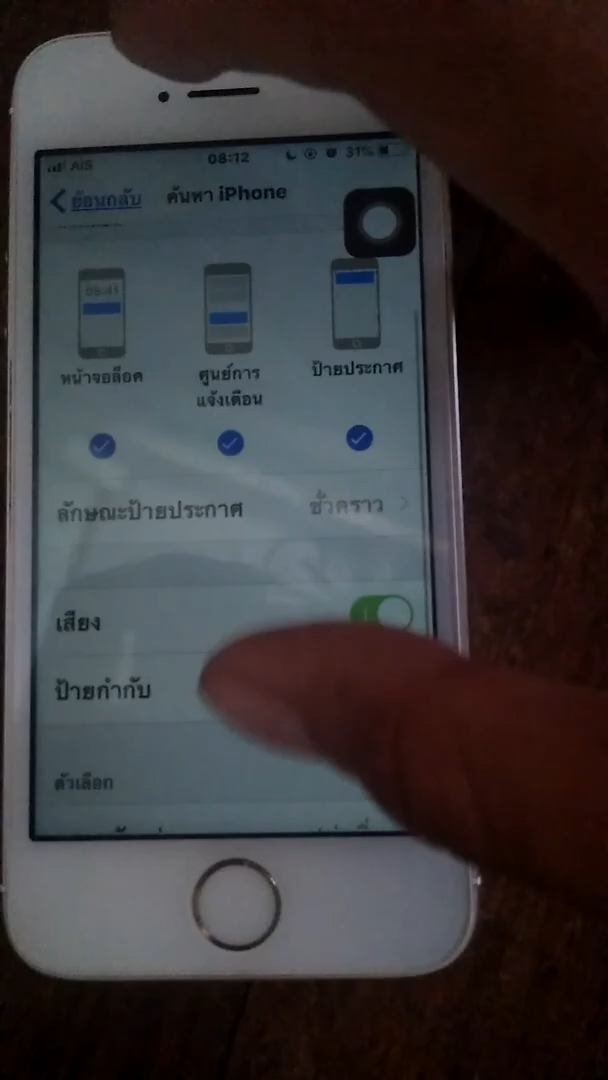 AIS 08:12 31%
ย้อนกลับ ค้นหา iPhone
หน้าจอล็อค ศูนย์การแจ้งเตือน ป้ายประกาศ
ลักษณะป้ายประกาศ ชั่วคราว
เสียง
ป้ายกำกับ
ตัวเลือก